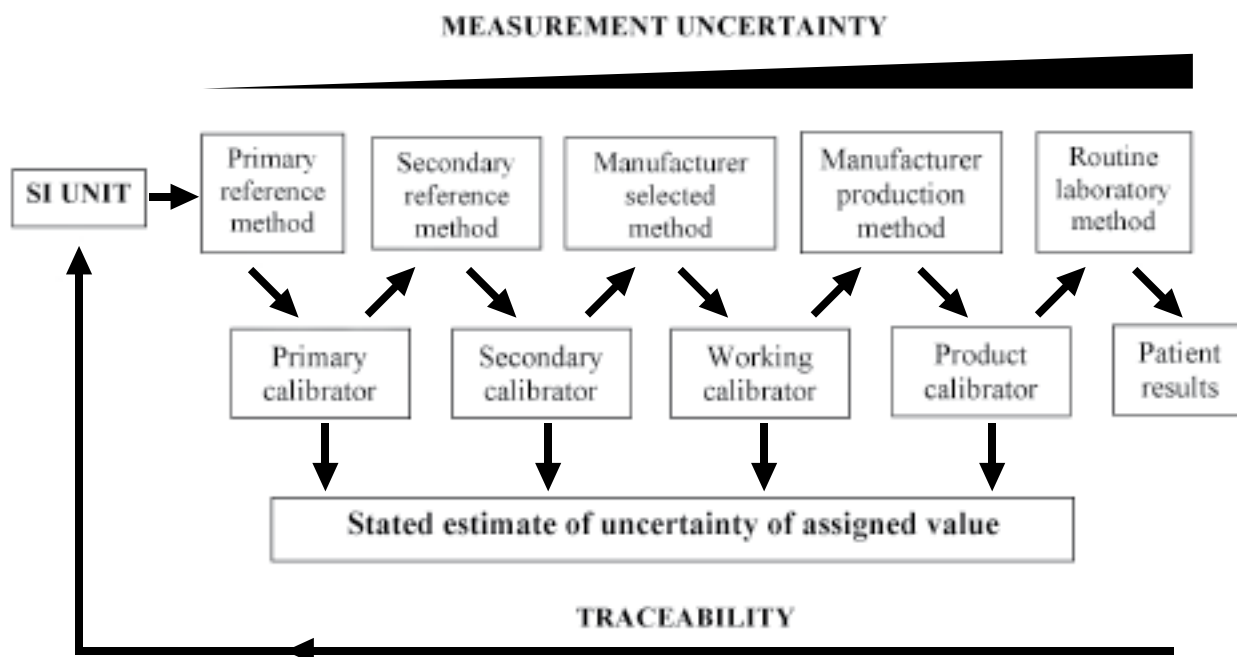 MEASUREMENT UNCERTAINTY
SI UNIT
Primary
reference
method
Secondary
reference
method
Manufacturer
selected
method
Manufacturer
production
method
Routine
laboratory
method
Primary
calibrator
Secondary
calibrator
Working
calibrator
Product
calibrator
Patient
results
Stated estimate of uncertainty of assigned value
TRACEABILITY